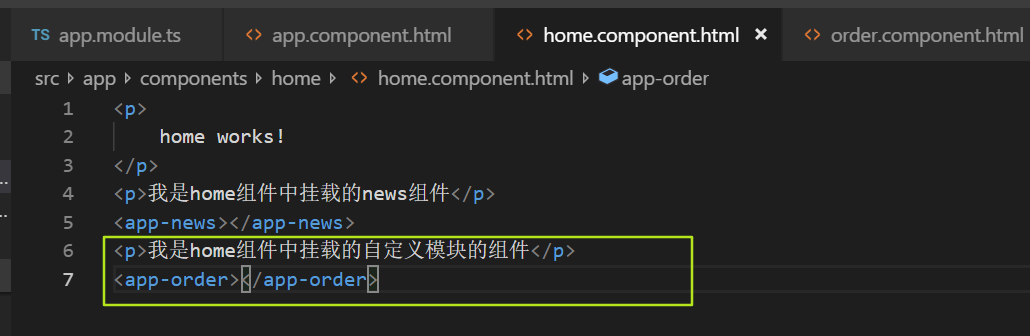 TS app.module.ts <> app.component.html <> home.component.html × <> order.component.html
src > app > components > home > <> home.component.html > app-order
1 <p>
2 home works!
3 </p>
4 <p>我是home组件中挂载的news组件</p>
5 <app-news></app-news>
6 <p>我是home组件中挂载的自定义模块的组件</p>
7 <app-order></app-order>